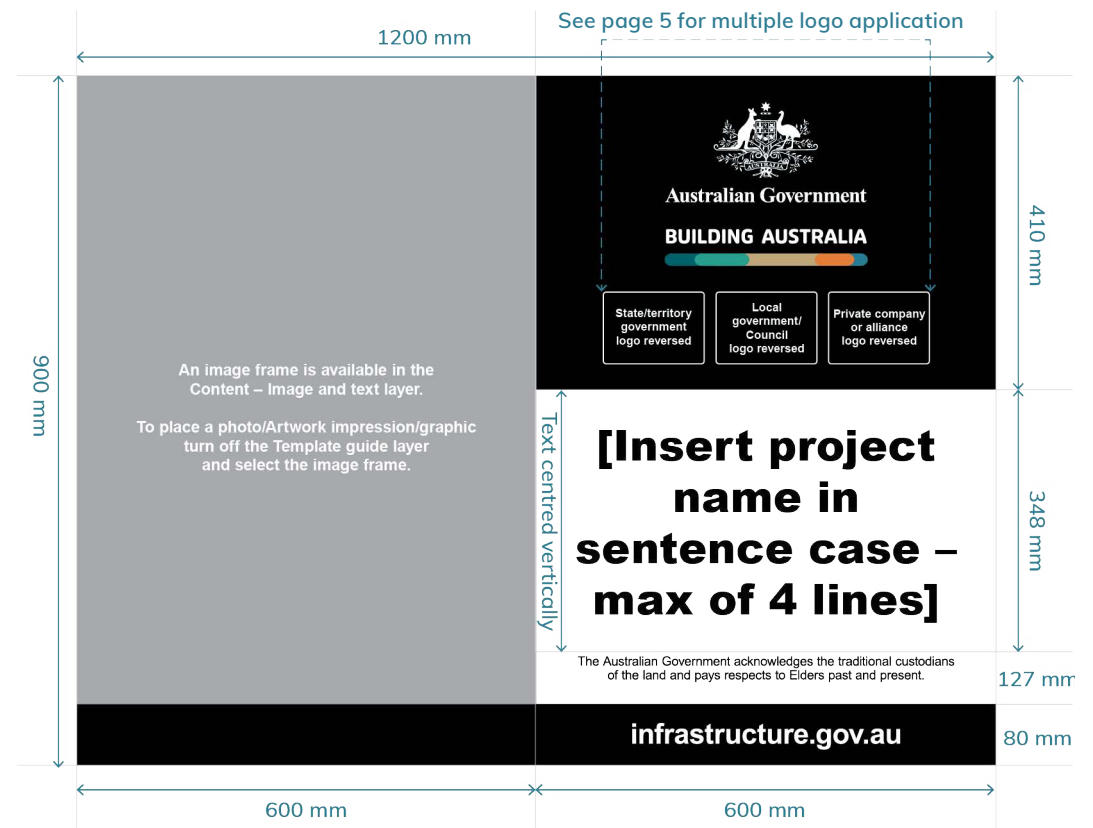 See page 5 for multiple logo application
1200 mm
AUSTRALIA
Australian Government
BUILDING AUSTRALIA
State/territory
government
logo reversed
Local
government/
Council
logo reversed
Private company
or alliance
logo reversed
410 mm
900 mm
An image frame is available in the
Content – Image and text layer.
To place a photo/Artwork impression/graphic
turn off the Template guide layer
and select the image frame.
Text centred vertically
[Insert project
name in
sentence case –
max of 4 lines]
348 mm
The Australian Government acknowledges the traditional custodians
of the land and pays respects to Elders past and present.
127 mm
infrastructure.gov.au
80 mm
600 mm
600 mm